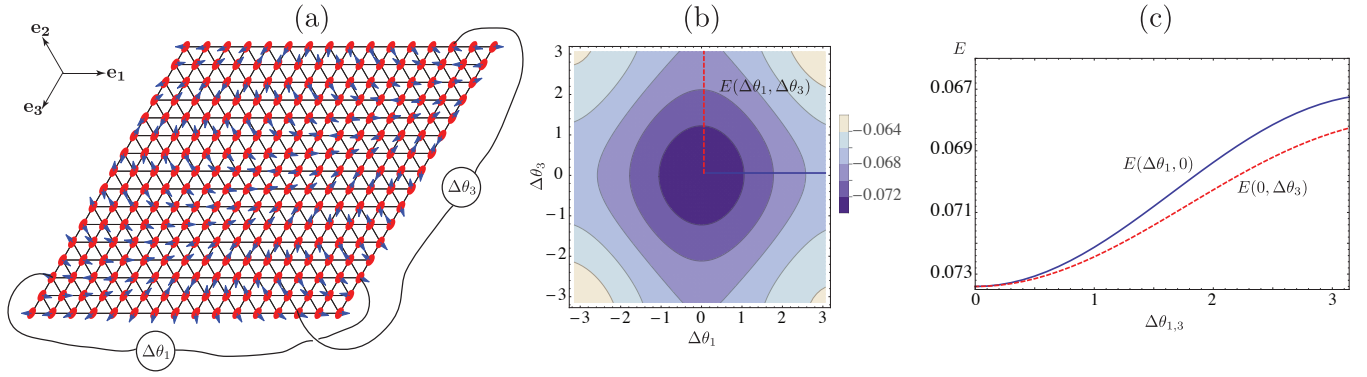 (a)
e₂
e₁
e₃
Δθ₃
Δθ₁
(b)
3
2
1
0
−1
−2
−3
Δθ₃
E(Δθ₁, Δθ₃)
−3 −2 −1 0 1 2 3
Δθ₁
−0.064
−0.068
−0.072
(c)
E
0.067
0.069
0.071
0.073
E(Δθ₁, 0)
E(0, Δθ₃)
0 1 2 3
Δθ₁,₃